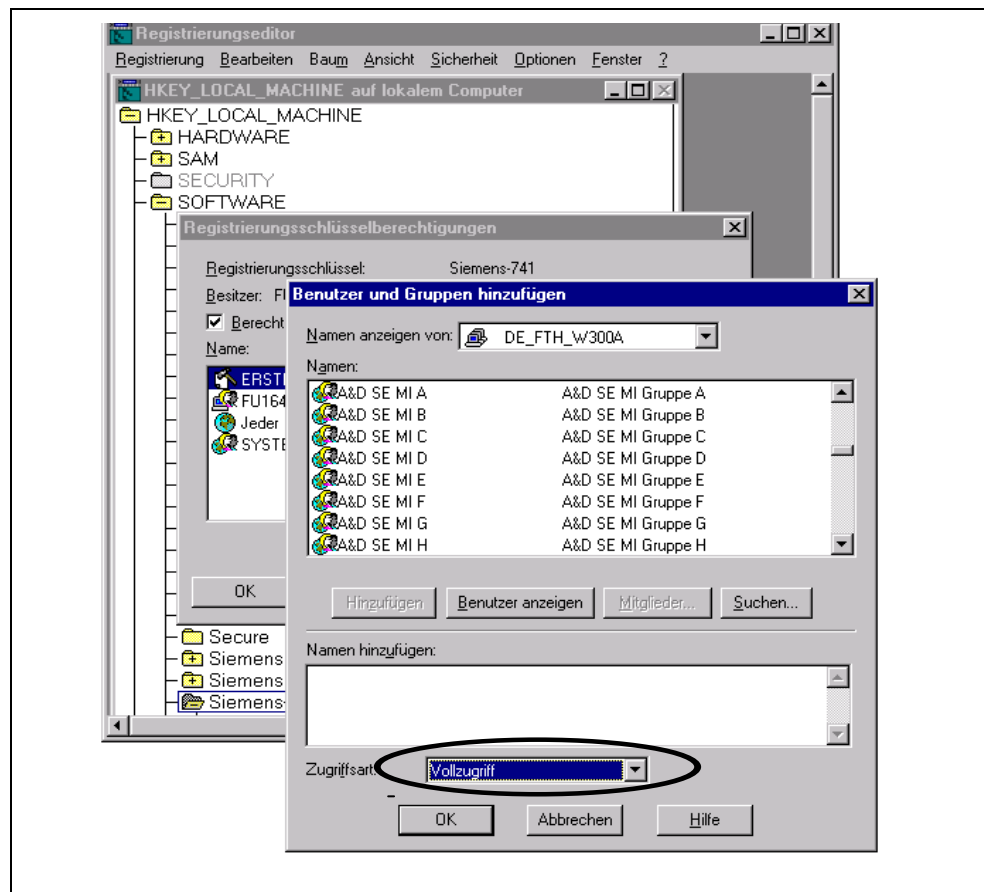 Registrierungseditor
Registrierung Bearbeiten Baum Ansicht Sicherheit Optionen Fenster ?
HKEY_LOCAL_MACHINE auf lokalem Computer
HKEY_LOCAL_MACHINE
HARDWARE
SAM
SECURITY
SOFTWARE
Registrierungsschlüsselberechtigungen
Registrierungsschlüssel: Siemens-741
Besitzer:
Name:
FU164
Jeder
OK
Secure
Siemens
Siemens
Siemens-
Benutzer und Gruppen hinzufügen
Namen anzeigen von: DE_FTH_W300A
Namen:
A&D SE MI A A&D SE MI Gruppe A
A&D SE MI B A&D SE MI Gruppe B
A&D SE MI C A&D SE MI Gruppe C
A&D SE MI D A&D SE MI Gruppe D
A&D SE MI E A&D SE MI Gruppe E
A&D SE MI F A&D SE MI Gruppe F
A&D SE MI G A&D SE MI Gruppe G
A&D SE MI H A&D SE MI Gruppe H
Hinzufügen Benutzer anzeigen Mitglieder... Suchen...
Namen hinzufügen:
Zugriffsart: Vollzugriff
OK Abbrechen Hilfe